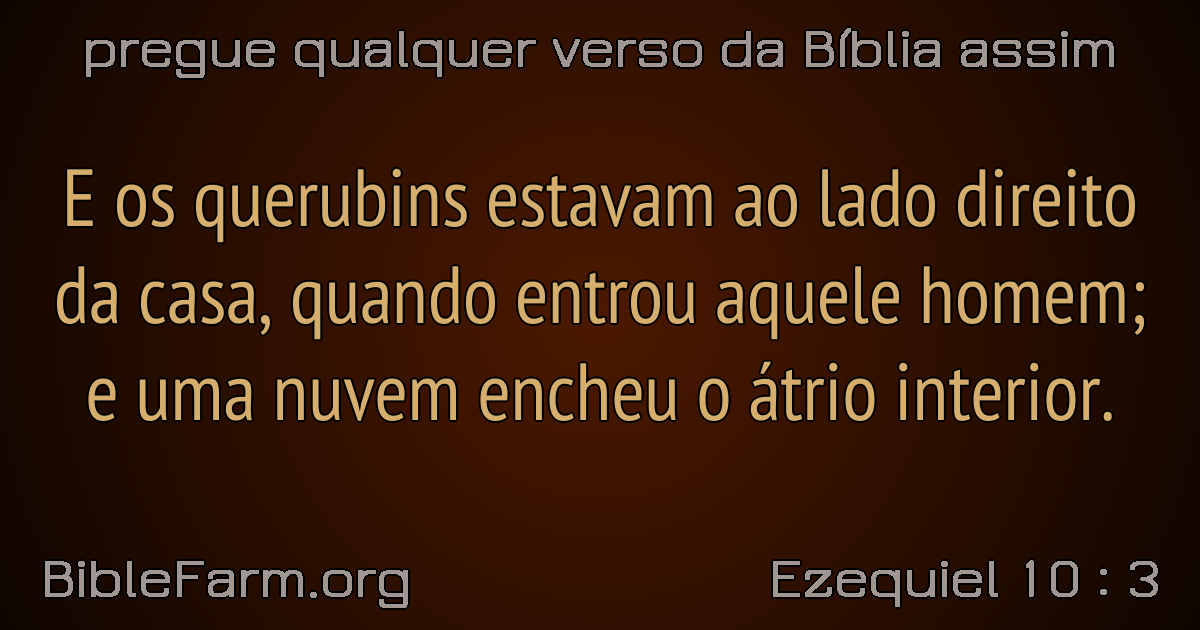 pregue qualquer verso da Bíblia assim
E os querubins estavam ao lado direito
da casa, quando entrou aquele homem;
e uma nuvem encheu o átrio interior.
BibleFarm.org
Ezequiel 10 : 3